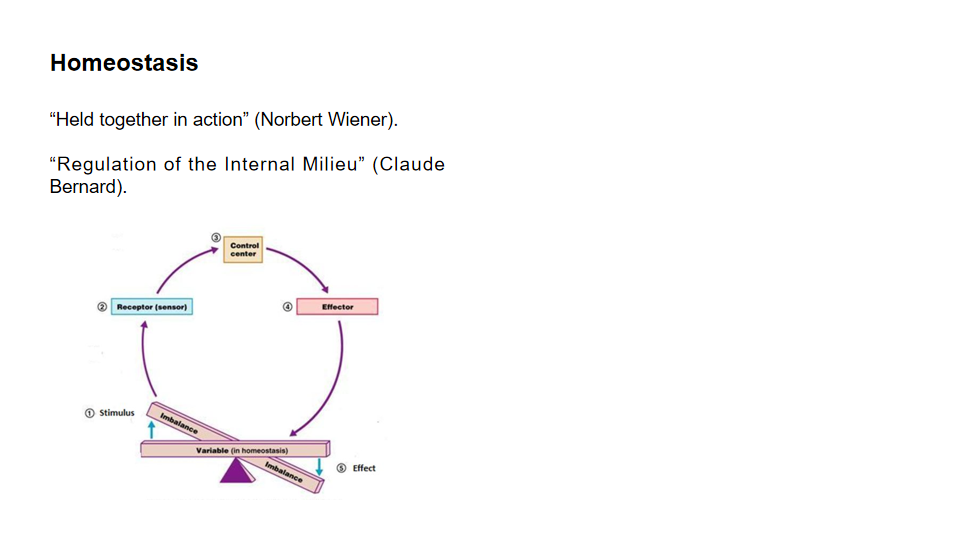 Homeostasis
“Held together in action” (Norbert Wiener).
“Regulation of the Internal Milieu” (Claude
Bernard).
③ Control
center
② Receptor (sensor)
④ Effector
① Stimulus
Imbalance
Variable (in homeostasis)
Imbalance
⑤ Effect